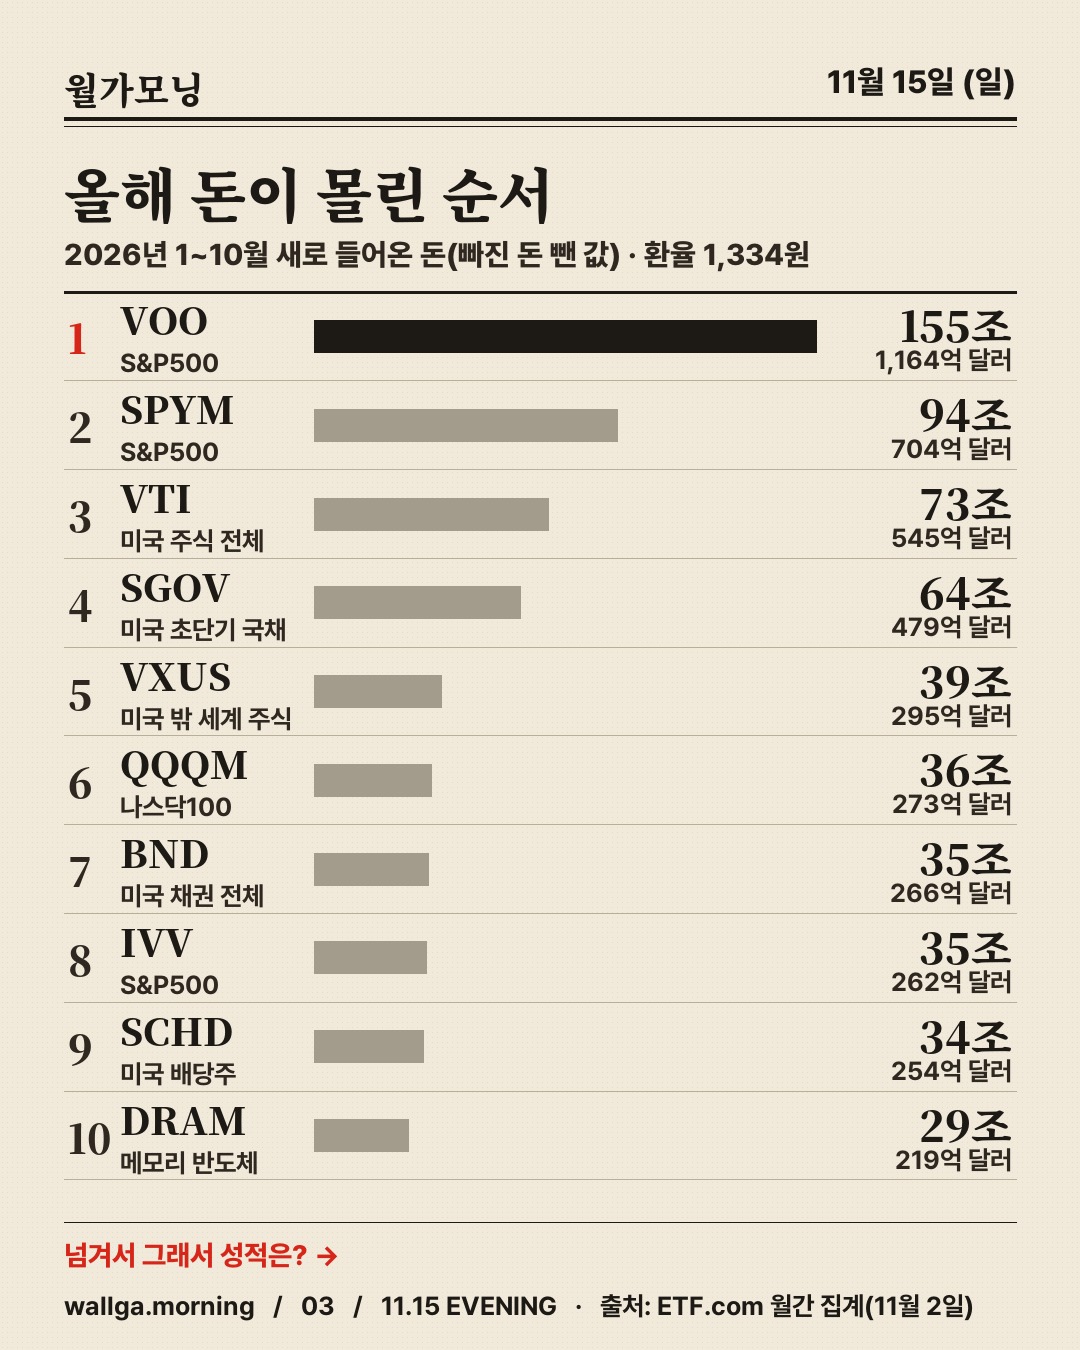 월가모닝
11월 15일 (일)
올해 돈이 몰린 순서
2026년 1~10월 새로 들어온 돈(빠진 돈 뺀 값) · 환율 1,334원
1 VOO 155조
S&P500 1,164억 달러
2 SPYM 94조
S&P500 704억 달러
3 VTI 73조
미국 주식 전체 545억 달러
4 SGOV 64조
미국 초단기 국채 479억 달러
5 VXUS 39조
미국 밖 세계 주식 295억 달러
6 QQQM 36조
나스닥100 273억 달러
7 BND 35조
미국 채권 전체 266억 달러
8 IVV 35조
S&P500 262억 달러
9 SCHD 34조
미국 배당주 254억 달러
10 DRAM 29조
메모리 반도체 219억 달러
넘겨서 그래서 성적은? →
wallga.morning / 03 / 11.15 EVENING · 출처: ETF.com 월간 집계(11월 2일)